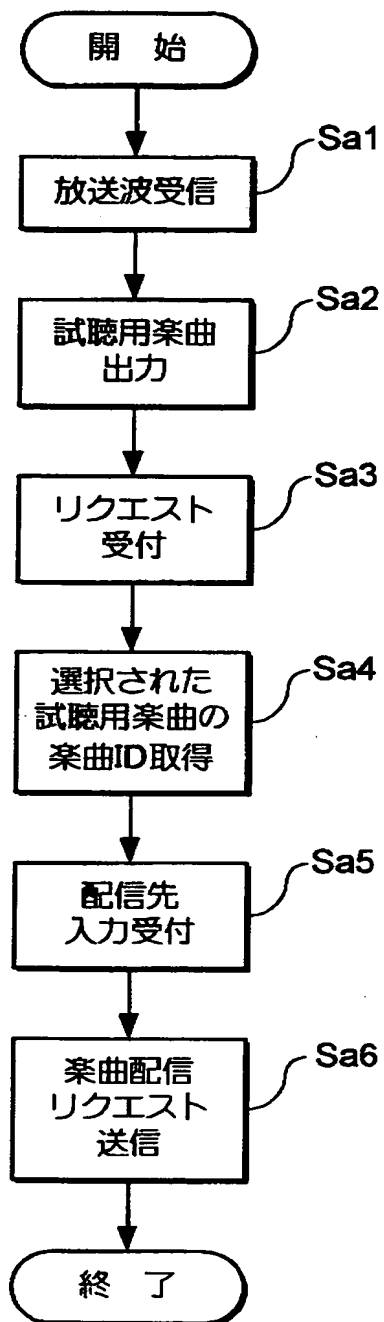 開 始
Sa1
放送波受信
Sa2
試聴用楽曲
出力
Sa3
リクエスト
受付
Sa4
選択された
試聴用楽曲の
楽曲ID取得
Sa5
配信先
入力受付
Sa6
楽曲配信
リクエスト
送信
終 了